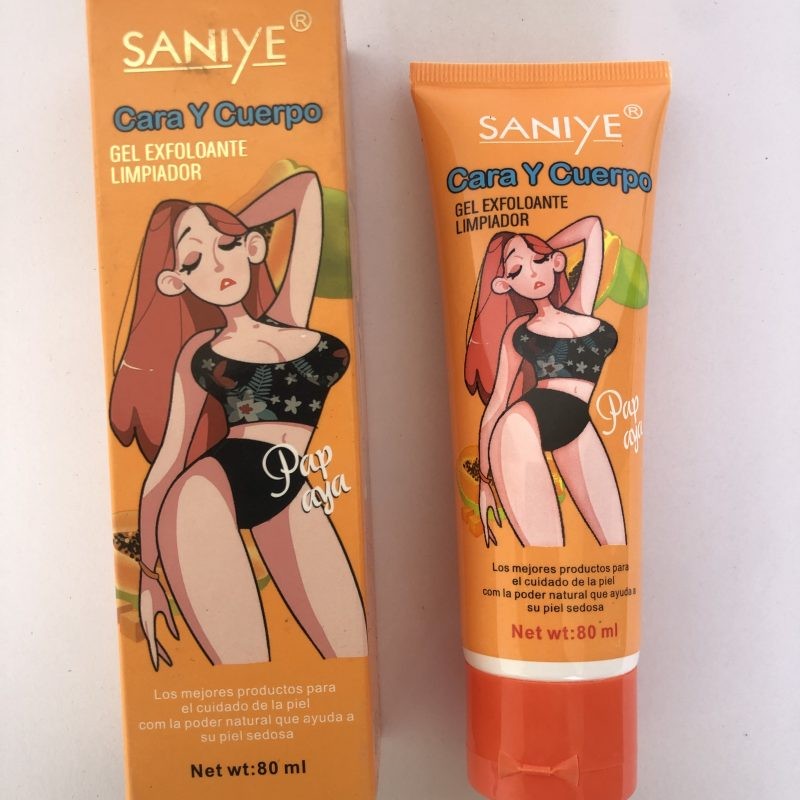 SANIYE®
Cara Y Cuerpo
GEL EXFOLOANTE
LIMPIADOR
Pap
aya
Los mejores productos para
el cuidado de la piel
com la poder natural que ayuda a
su piel sedosa
Net wt:80 ml
SANIYE®
Cara Y Cuerpo
GEL EXFOLOANTE
LIMPIADOR
Pap
aya
Los mejores productos para
el cuidado de la piel
com la poder natural que ayuda a
su piel sedosa
Net wt:80 ml